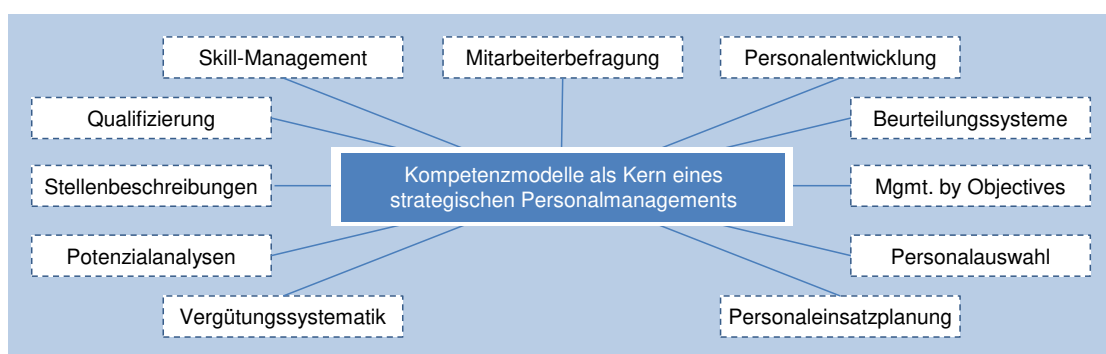 Skill-Management
Mitarbeiterbefragung
Personalentwicklung
Qualifizierung
Beurteilungssysteme
Kompetenzmodelle als Kern eines
strategischen Personalmanagements
Stellenbeschreibungen
Mgmt. by Objectives
Potenzialanalysen
Personalauswahl
Vergütungssystematik
Personaleinsatzplanung